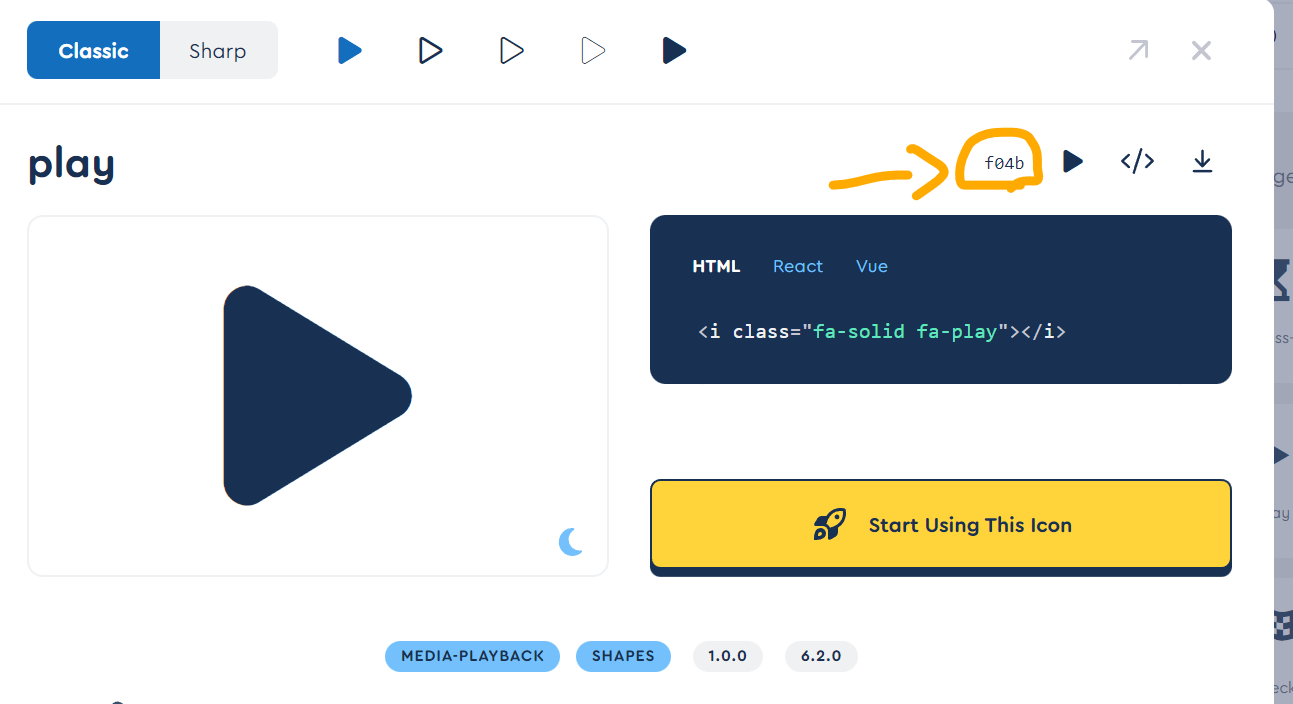 Classic Sharp
play
f04b
HTML React Vue
<i class="fa-solid fa-play"></i>
Start Using This Icon
MEDIA-PLAYBACK SHAPES 1.0.0 6.2.0